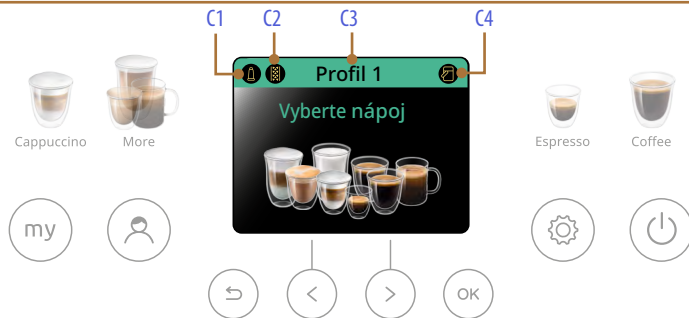 C1 C2 C3 C4
Profil 1
Vyberte nápoj
Cappuccino More Espresso Coffee
my
OK